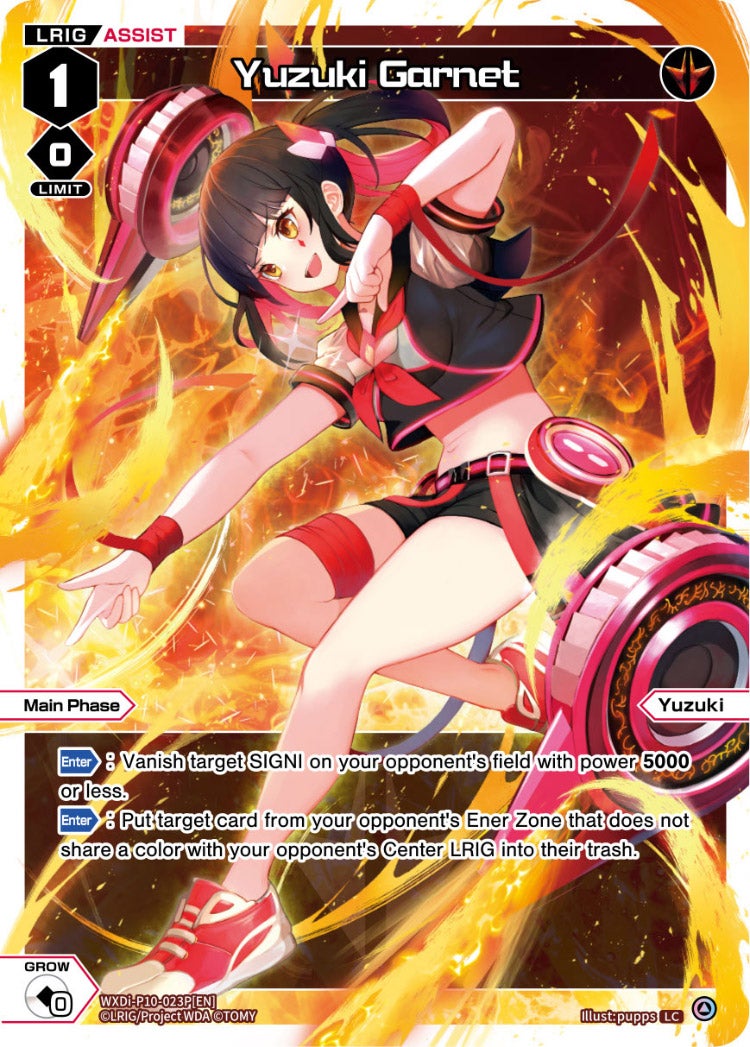 LRIG ASSIST
1
Yuzuki Garnet
0
LIMIT
Main Phase
Yuzuki
Enter : Vanish target SIGNI on your opponent's field with power 5000
or less.
Enter : Put target card from your opponent's Ener Zone that does not
share a color with your opponent's Center LRIG into their trash.
GROW
0
WXDi-P10-023P[EN]
©LRIG/Project WDA ©TOMY
Illust:pupps LC